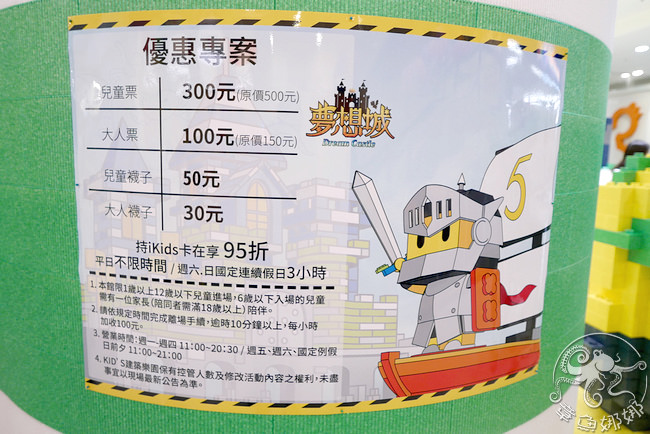 優惠專案
兒童票 300元(原價500元)
大人票 100元(原價150元)
兒童襪子 50元
大人襪子 30元
夢想城
Dream Castle
5
持iKids卡在享 95折
平日不限時間 / 週六.日國定連續假日3小時
1. 本館限1歲以上12歲以下兒童進場,6歲以下入場的兒童
需有一位家長(陪同者需滿18歲以上)陪伴。
2. 請依規定時間完成離場手續,逾時10分鐘以上,每小時
加收100元。
3. 營業時間:週一-週四 11:00~20:30 / 週五、週六、國定例假
日前夕 11:00~21:00
4. KID'S建築樂園保有控管人數及修改活動內容之權利,未盡
事宜以現場最新公告為準。
章魚娜娜